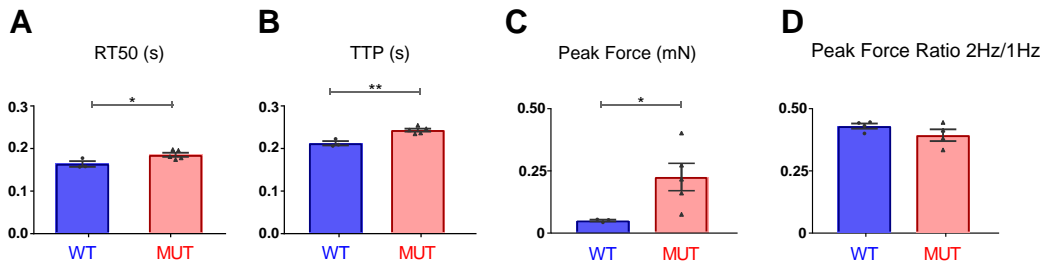 A
RT50 (s)
*
0.3
0.2
0.1
0.0
WT
MUT
B
TTP (s)
**
0.3
0.2
0.1
0.0
WT
MUT
C
Peak Force (mN)
*
0.50
0.25
0
WT
MUT
D
Peak Force Ratio 2Hz/1Hz
0.50
0.25
0
WT
MUT